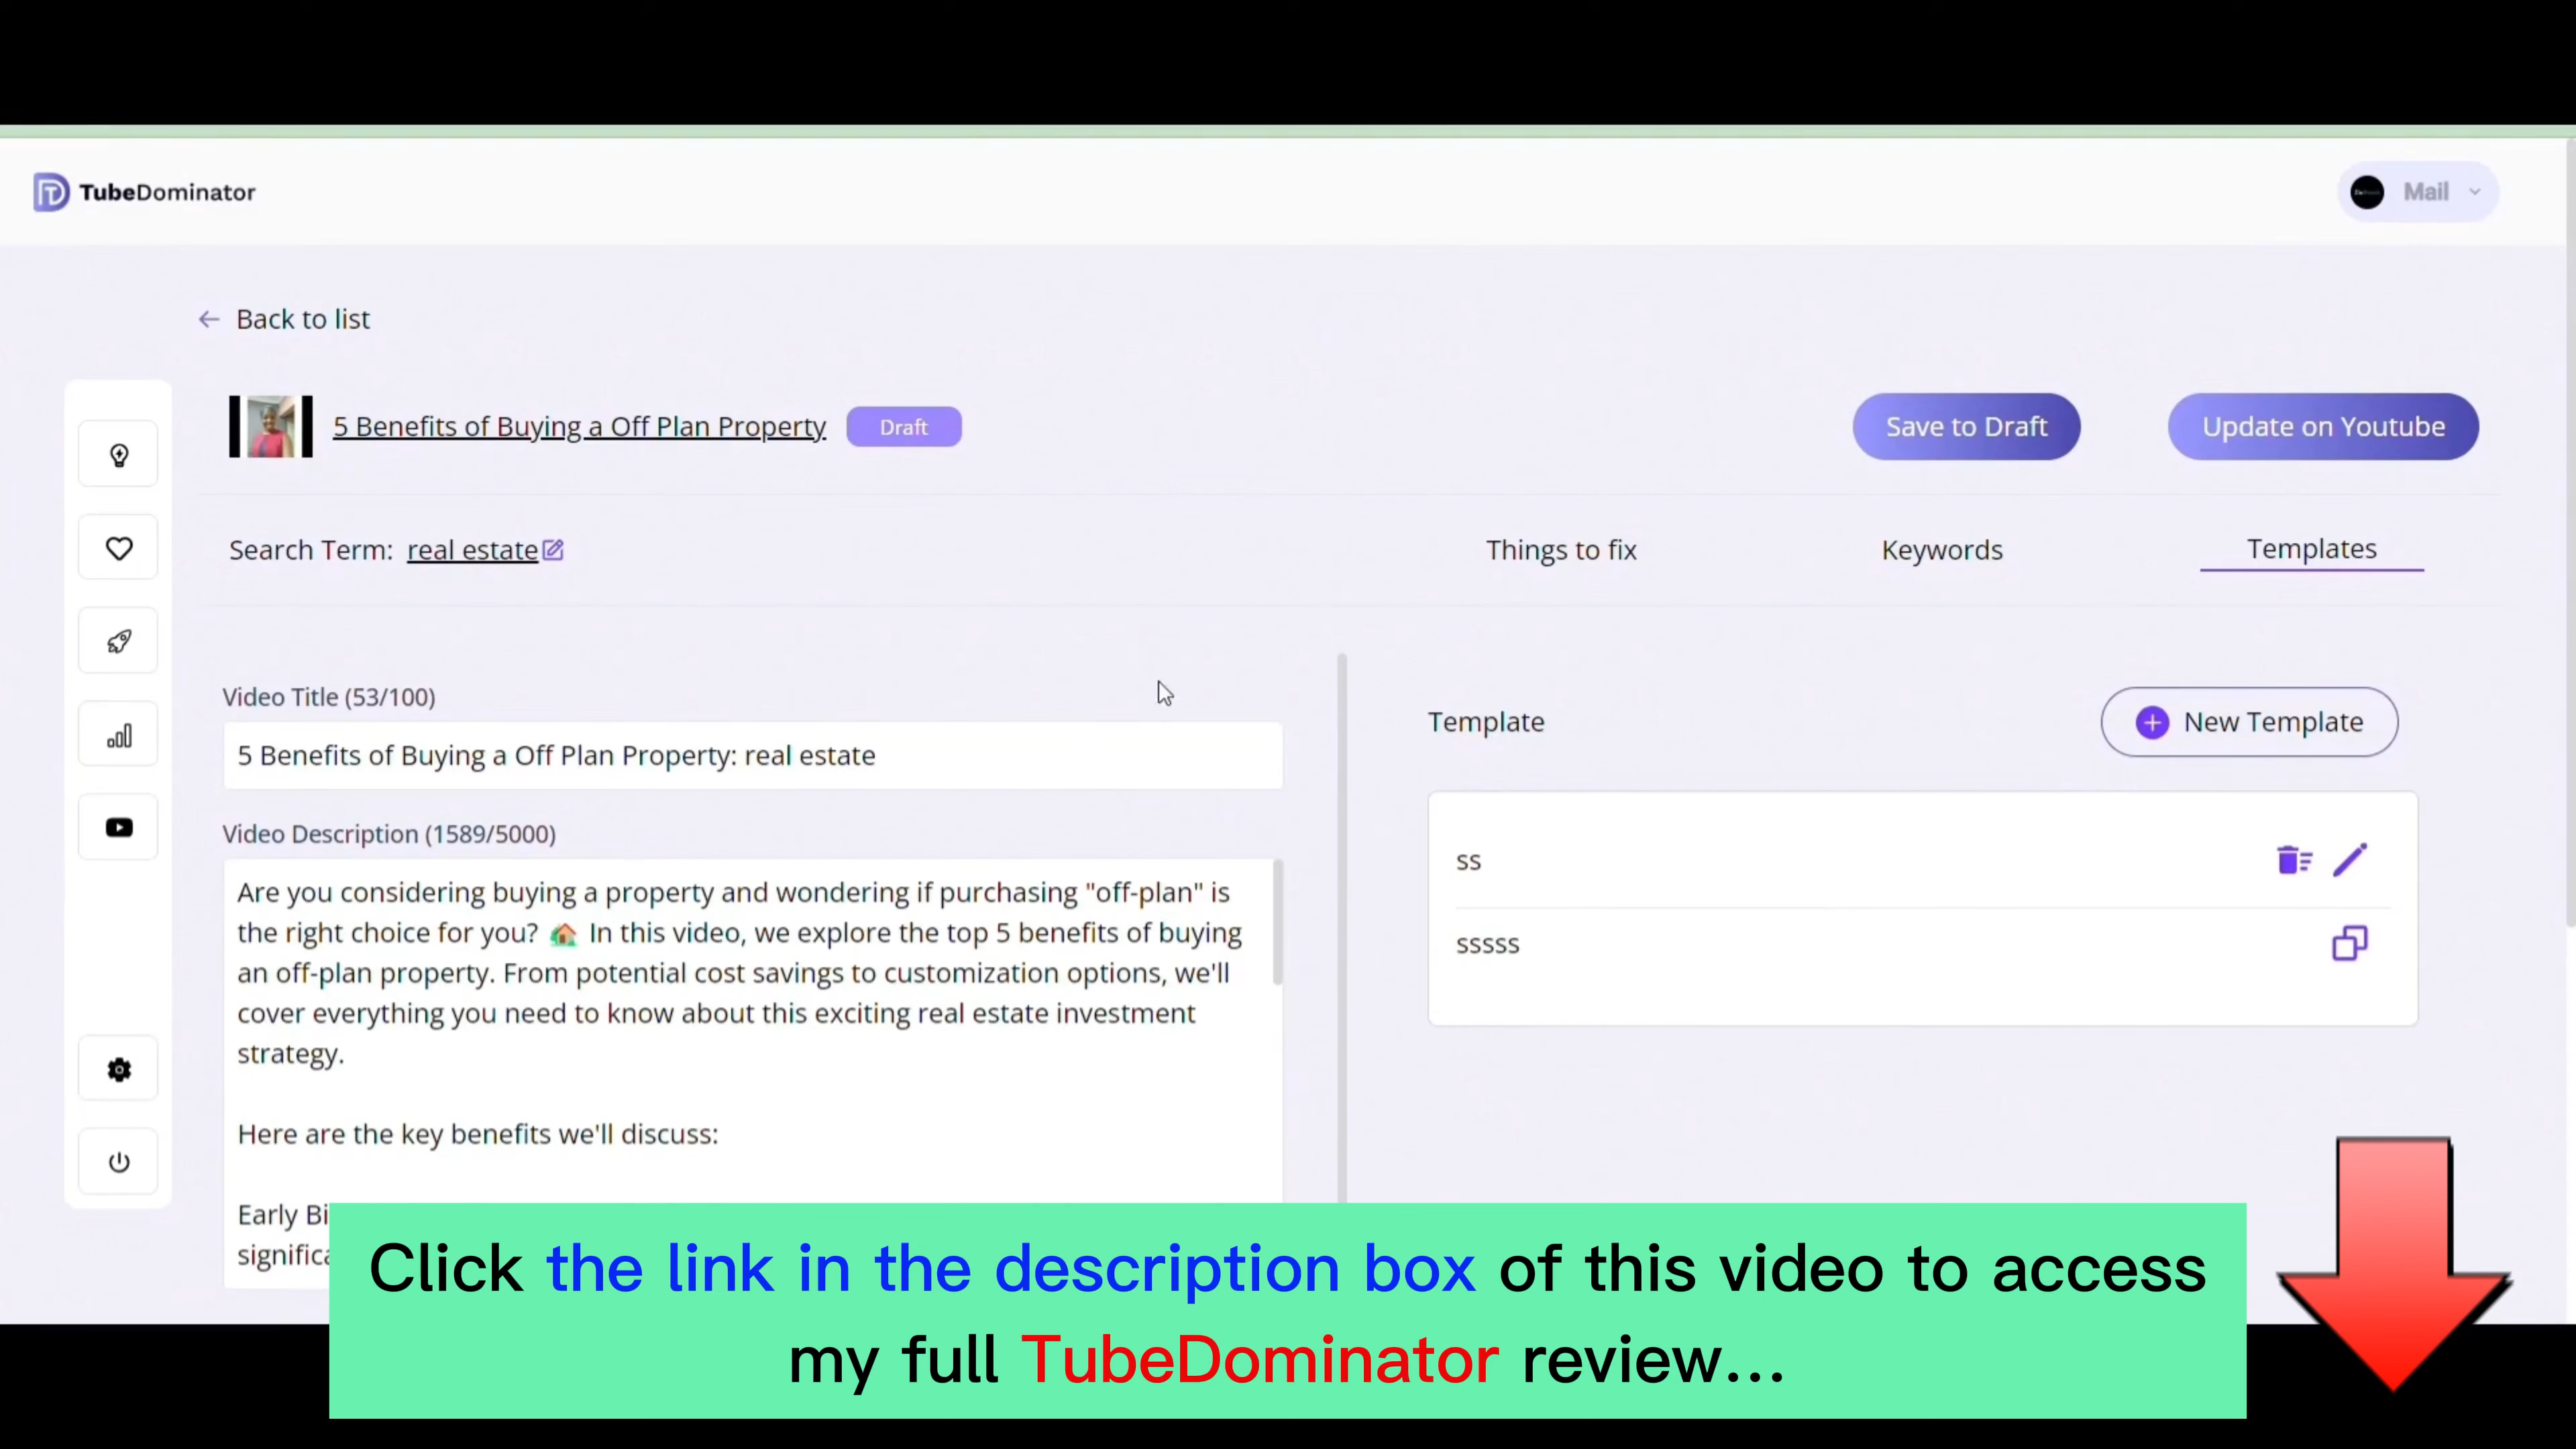 TubeDominator
Mail
Back to list
5 Benefits of Buying a Off Plan Property
Draft
Save to Draft
Update on Youtube
Search Term: real estate
Things to fix
Keywords
Templates
Video Title (53/100)
5 Benefits of Buying a Off Plan Property: real estate
Video Description (1589/5000)
Are you considering buying a property and wondering if purchasing "off-plan" is
the right choice for you? 🏠 In this video, we explore the top 5 benefits of buying
an off-plan property. From potential cost savings to customization options, we'll
cover everything you need to know about this exciting real estate investment
strategy.
Here are the key benefits we'll discuss:
Early Bi
significa
Template
New Template
ss
sssss
Click the link in the description box of this video to access
my full TubeDominator review...